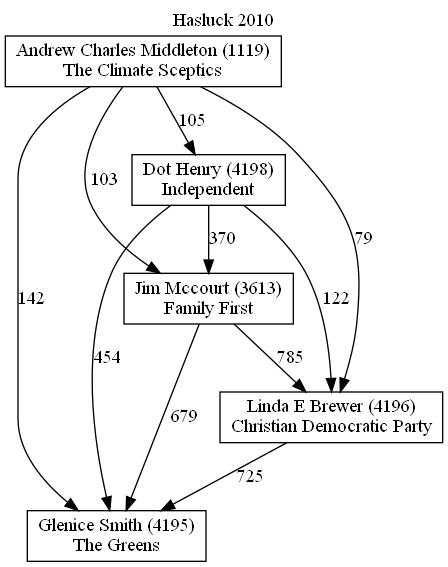 Hasluck 2010
Andrew Charles Middleton (1119)
The Climate Sceptics
105
Dot Henry (4198)
Independent
103
370
79
Jim Mccourt (3613)
Family First
142
122
454
785
Linda E Brewer (4196)
Christian Democratic Party
679
725
Glenice Smith (4195)
The Greens